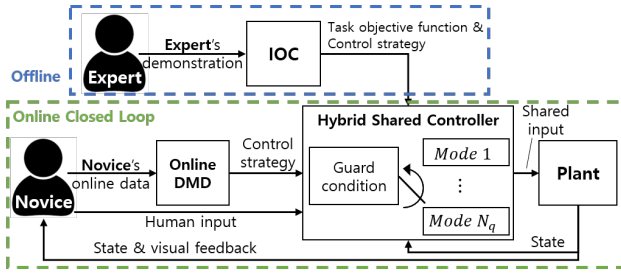 Expert
Expert's
demonstration
IOC
Task objective function &
Control strategy
Offline
Online Closed Loop
Novice
Novice's
online data
Online
DMD
Control
strategy
Human input
Hybrid Shared Controller
Guard
condition
Mode 1
⋮
Mode N_q
Shared
input
Plant
State
State & visual feedback